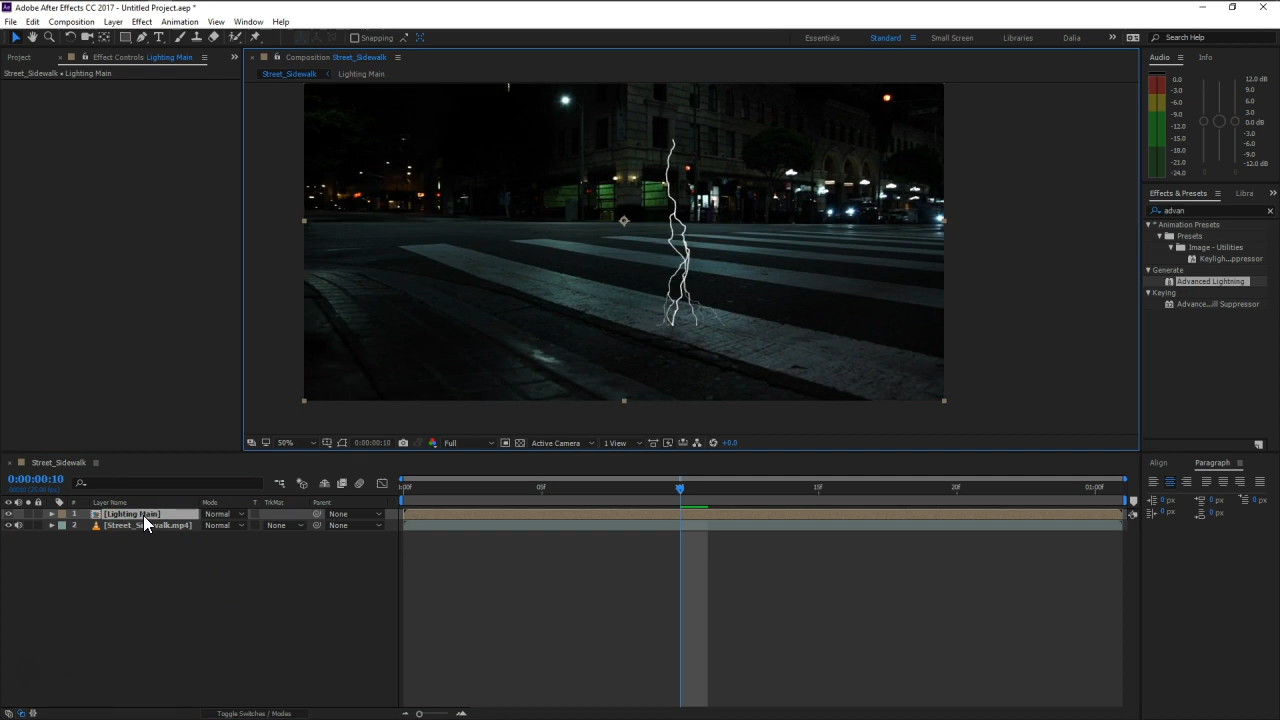 Adobe After Effects CC 2017 - Untitled Project.aep *
File Edit Composition Layer Effect Animation View Window Help
Snapping
Essentials Standard Small Screen Libraries Dalia
Search Help
Project
Effect Controls Lighting Main
Composition Street_Sidewalk
Audio Info
Street_Sidewalk • Lighting Main
Street_Sidewalk Lighting Main
0.0
-3.0
-6.0
-9.0
-12.0
-15.0
-18.0
-21.0
-24.0
12.0 dB
9.0
6.0
3.0
0.0 dB
-3.0
-6.0
-9.0
-12.0 dB
Effects & Presets Libra
advan
* Animation Presets
Presets
Image - Utilities
Keyligh...ppressor
Generate
Advanced Lightning
Keying
Advance...ill Suppressor
50% 0:00:00:10 Full Active Camera 1 View +0.0
Street_Sidewalk
0:00:00:10
05f 15f 20f 01:00f
# Layer Name Mode T TrkMat Parent
1 [Lighting Main] Normal None
2 [Street_Sidewalk.mp4] Normal None None
Align Paragraph
0 px 0 px 0 px
0 px 0 px
Toggle Switches / Modes